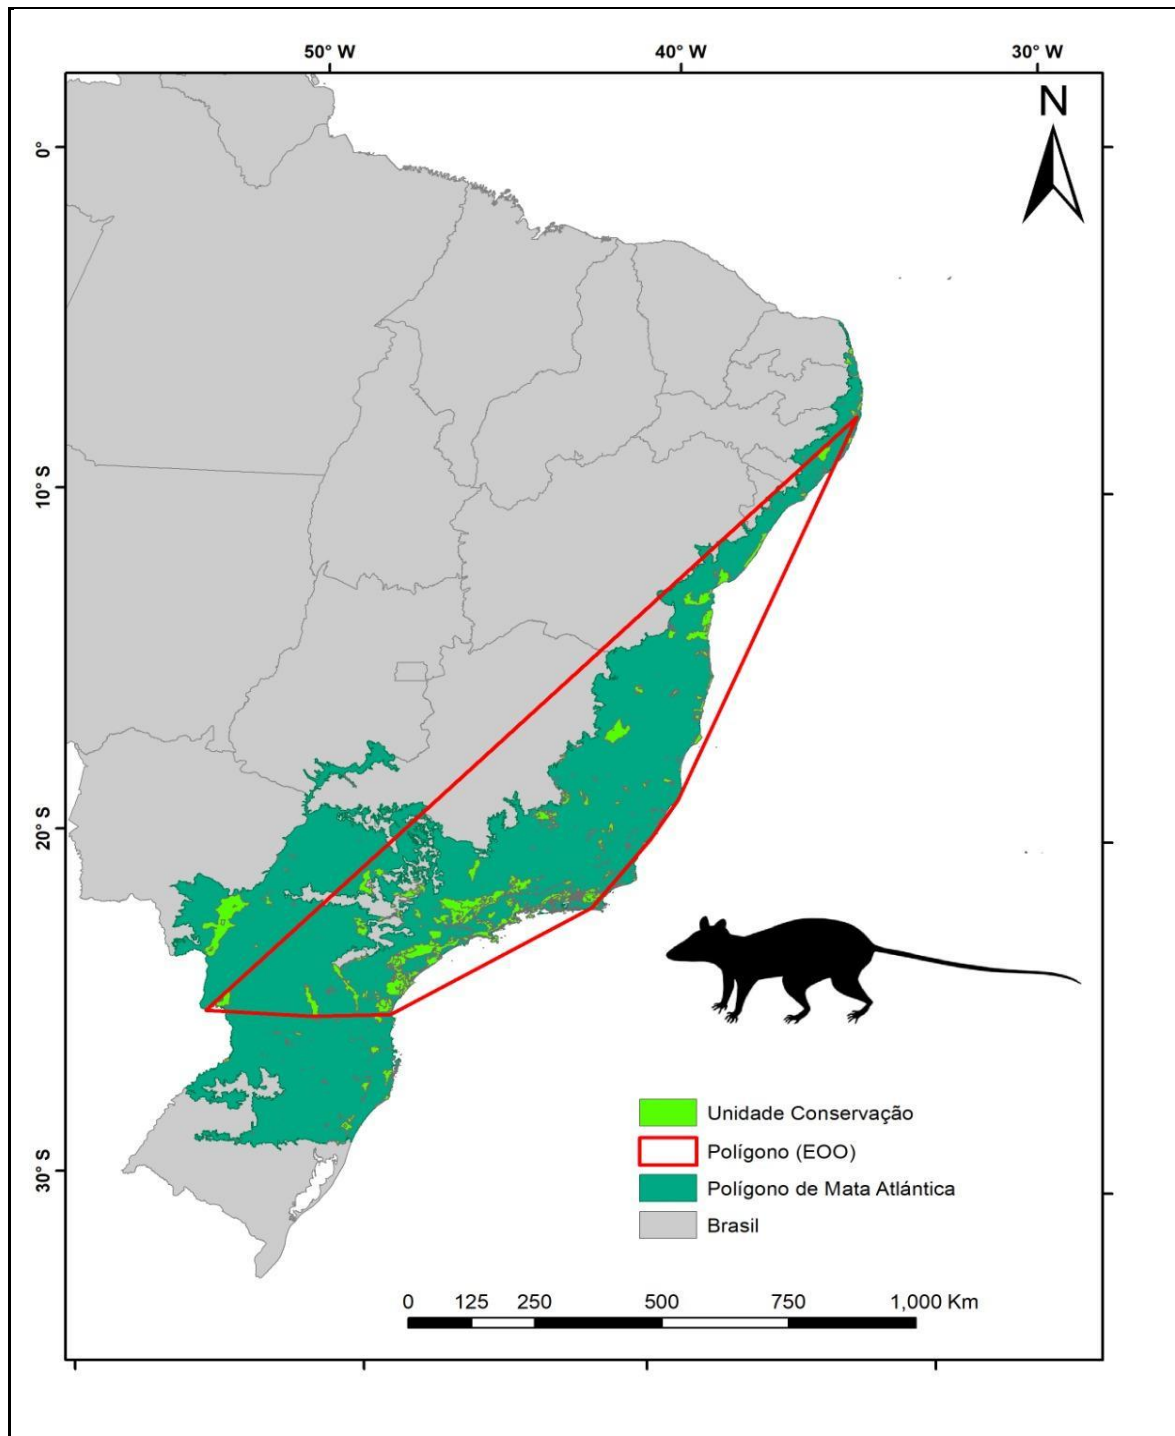 50° W
40° W
30° W
N
0°
10° S
20° S
30° S
Unidade Conservação
Polígono (EOO)
Polígono de Mata Atlántica
Brasil
0 125 250 500 750 1,000 Km